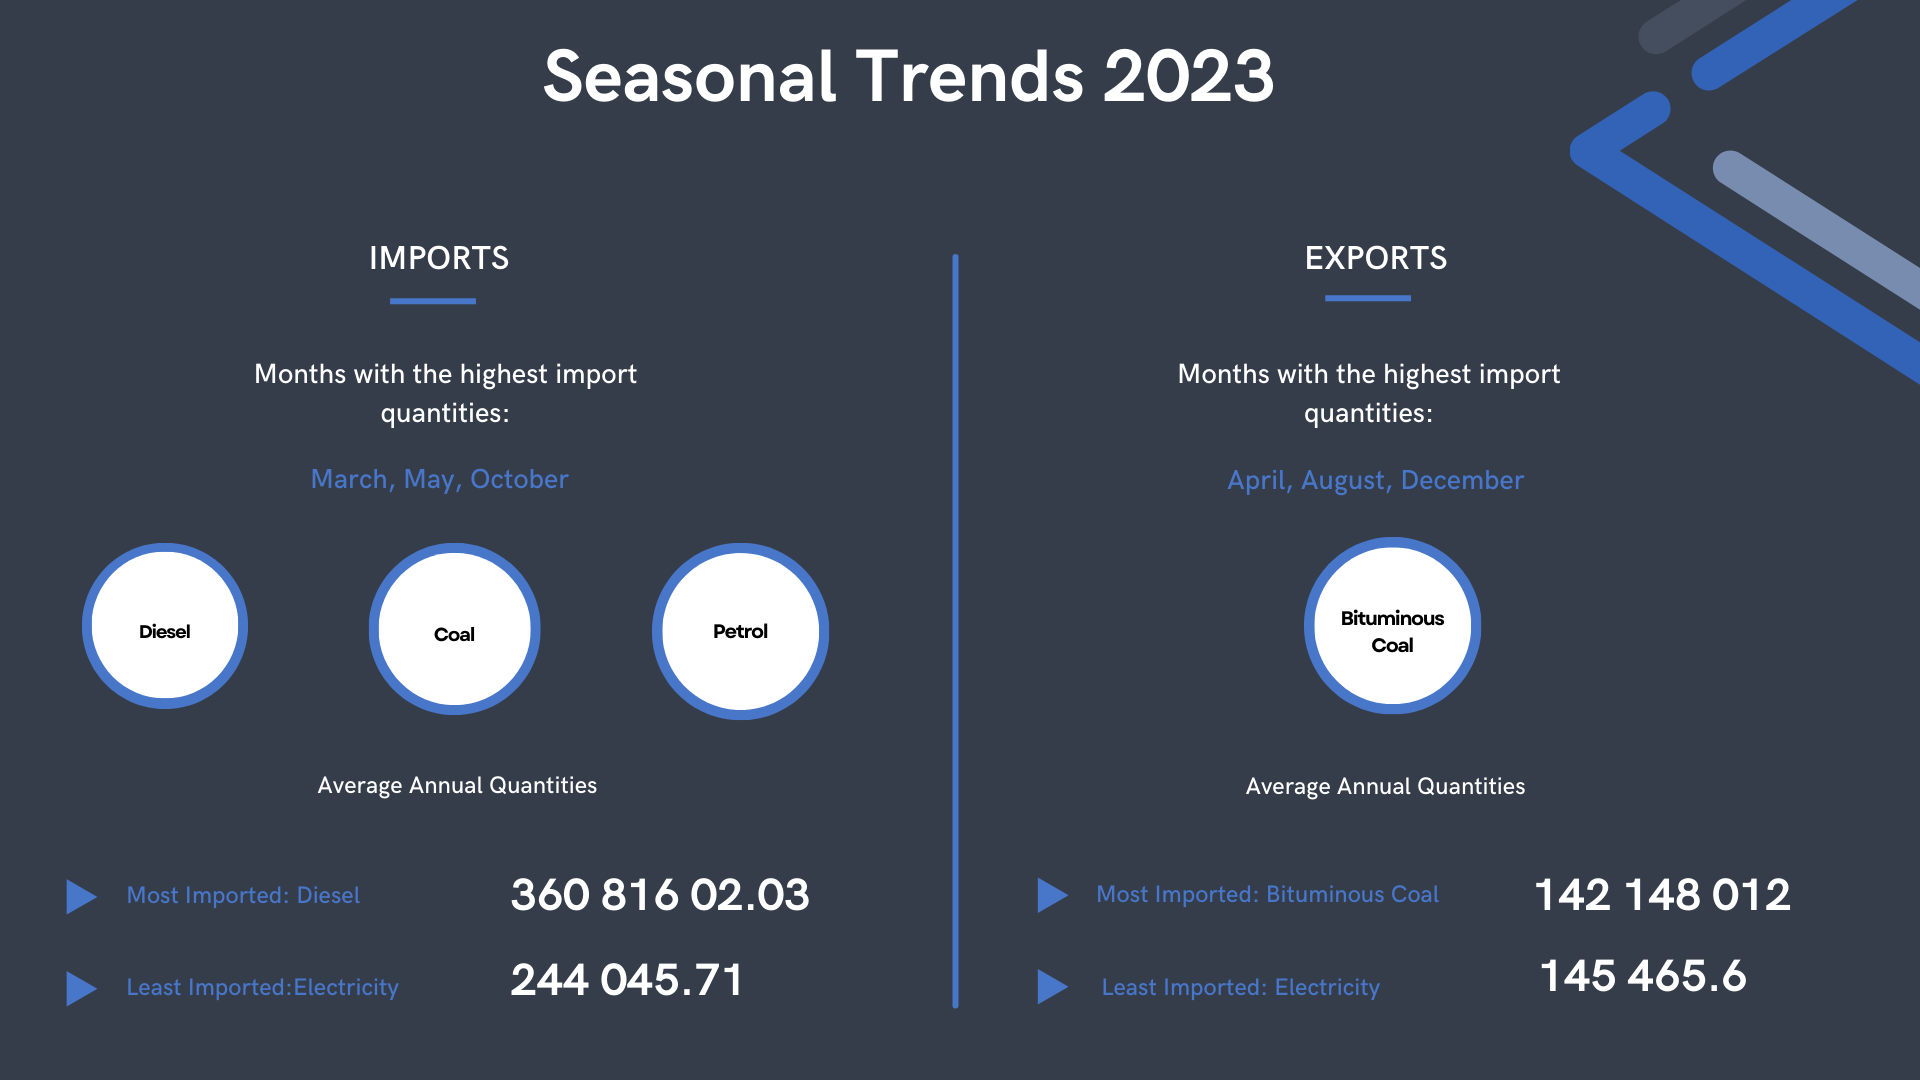 Seasonal Trends 2023
IMPORTS
Months with the highest import
quantities:
March, May, October
Diesel
Coal
Petrol
Average Annual Quantities
Most Imported: Diesel
360 816 02.03
Least Imported:Electricity
244 045.71
EXPORTS
Months with the highest import
quantities:
April, August, December
Bituminous
Coal
Average Annual Quantities
Most Imported: Bituminous Coal
142 148 012
Least Imported: Electricity
145 465.6